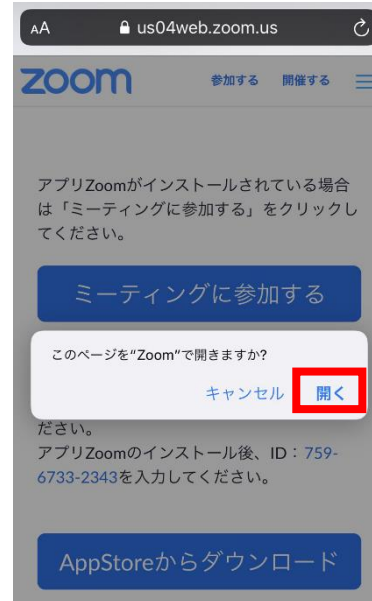 AA us04web.zoom.us
zoom 参加する 開催する
アプリZoomがインストールされている場合
は「ミーティングに参加する」をクリックし
てください。
ミーティングに参加する
このページを"Zoom"で開きますか?
キャンセル 開く
ださい。
アプリZoomのインストール後、ID：759-
6733-2343を入力してください。
AppStoreからダウンロード